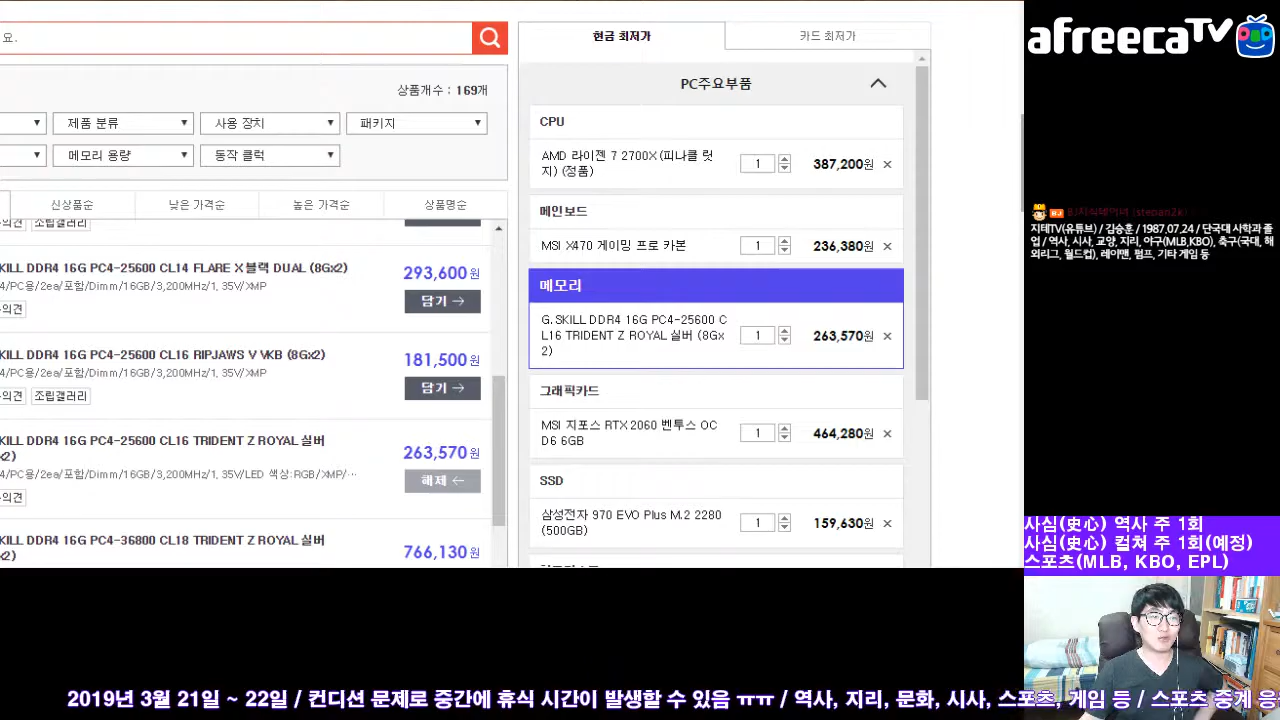 요.
상품개수 : 169개
제품 분류
사용 장치
패키지
메모리 용량
동작 클럭
신상품순
낮은 가격순
높은 가격순
상품명순
조립갤러리
KILL DDR4 16G PC4-25600 CL14 FLARE X 블랙 DUAL (8Gx2)
4/PC용/2ea/포함/Dimm/16GB/3,200MHz/1.35V/XMP
293,600원
담기 →
의견
KILL DDR4 16G PC4-25600 CL16 RIPJAWS V VKB (8Gx2)
4/PC용/2ea/포함/Dimm/16GB/3,200MHz/1.35V/XMP
181,500원
담기 →
의견
조립갤러리
KILL DDR4 16G PC4-25600 CL16 TRIDENT Z ROYAL 실버
x2)
4/PC용/2ea/포함/Dimm/16GB/3,200MHz/1.35V/LED 색상:RGB/XMP/···
263,570원
해제 ←
의견
KILL DDR4 16G PC4-36800 CL18 TRIDENT Z ROYAL 실버
x2)
766,130원
현금 최저가
카드 최저가
PC주요부품
CPU
AMD 라이젠 7 2700X (피나클 릿
지) (정품)
1
387,200원 ×
메인보드
MSI X470 게이밍 프로 카본
1
236,380원 ×
메모리
G.SKILL DDR4 16G PC4-25600 C
L16 TRIDENT Z ROYAL 실버 (8Gx
2)
1
263,570원 ×
그래픽카드
MSI 지포스 RTX 2060 벤투스 OC
D6 6GB
1
464,280원 ×
SSD
삼성전자 970 EVO Plus M.2 2280
(500GB)
1
159,630원 ×
afreecaTV
BJ
지테TV(유튜브) / 김승훈 / 1987.07.24 / 단국대 사학과 졸
업 / 역사, 시사, 교양, 지리, 야구(MLB,KBO), 축구(국대, 해
외리그, 월드컵), 레이맨, 펌프, 기타 게임 등
사심(史心) 역사 주 1회
사심(史心) 컬쳐 주 1회(예정)
스포츠(MLB, KBO, EPL)
2019년 3월 21일 ~ 22일 / 컨디션 문제로 중간에 휴식 시간이 발생할 수 있음 ㅠㅠ / 역사, 지리, 문화, 시사, 스포츠, 게임 등 / 스포츠 중계 응